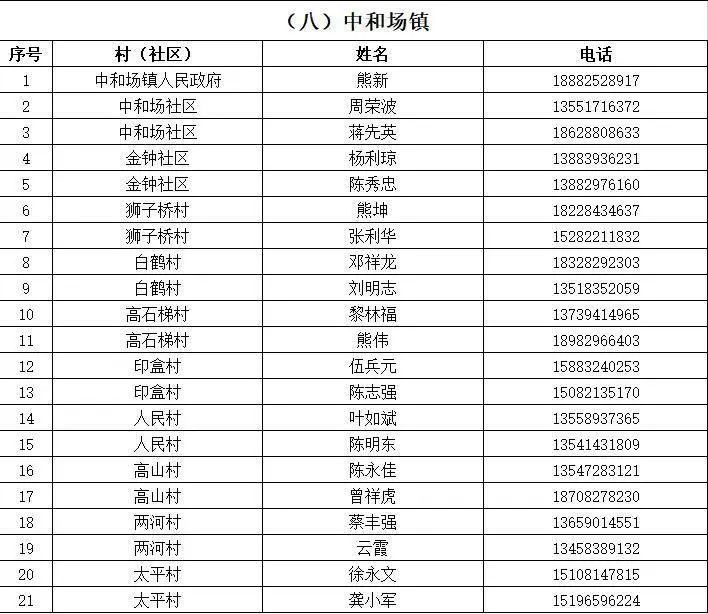 （八）中和场镇
序号 村（社区） 姓名 电话
1 中和场镇人民政府 熊新 18882528917
2 中和场社区 周荣波 13551716372
3 中和场社区 蒋先英 18628808633
4 金钟社区 杨利琼 13883936231
5 金钟社区 陈秀忠 13882976160
6 狮子桥村 熊坤 18228434637
7 狮子桥村 张利华 15282211832
8 白鹤村 邓祥龙 18328292303
9 白鹤村 刘明志 13518352059
10 高石梯村 黎林福 13739414965
11 高石梯村 熊伟 18982966403
12 印盒村 伍兵元 15883240253
13 印盒村 陈志强 15082135170
14 人民村 叶如斌 13558937365
15 人民村 陈明东 13541431809
16 高山村 陈永佳 13547283121
17 高山村 曾祥虎 18708278230
18 两河村 蔡丰强 13659014551
19 两河村 云霞 13458389132
20 太平村 徐永文 15108147815
21 太平村 龚小军 15196596224